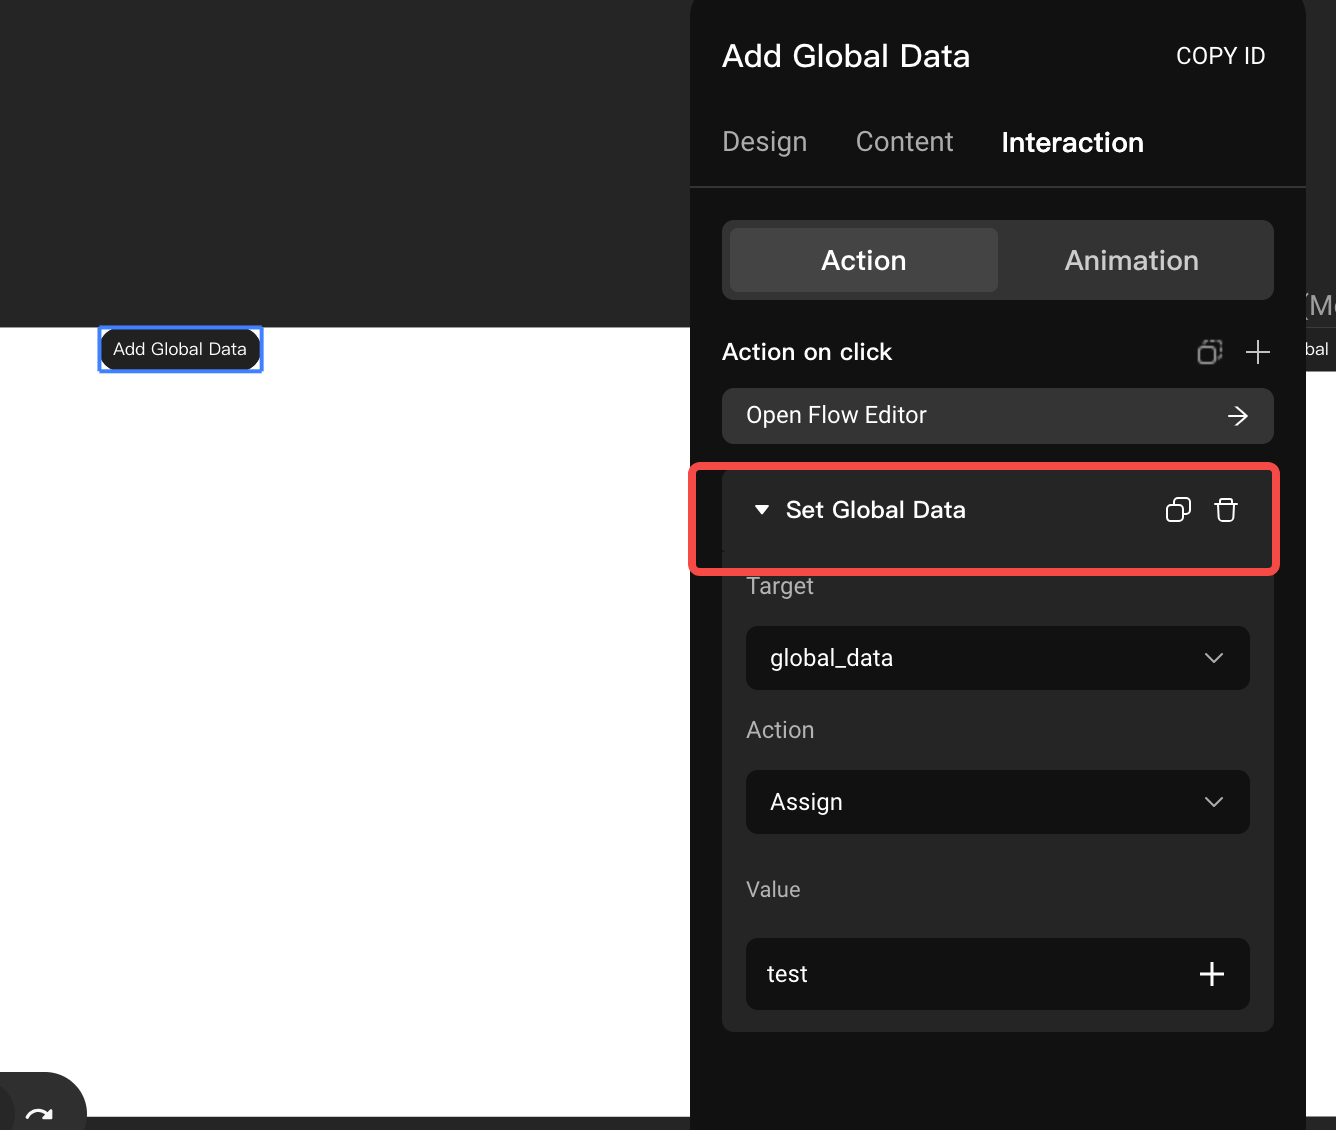 Add Global Data
COPY ID
Design
Content
Interaction
Action
Animation
(M
Add Global Data
Action on click
bal
Open Flow Editor
Set Global Data
Target
global_data
Action
Assign
Value
test